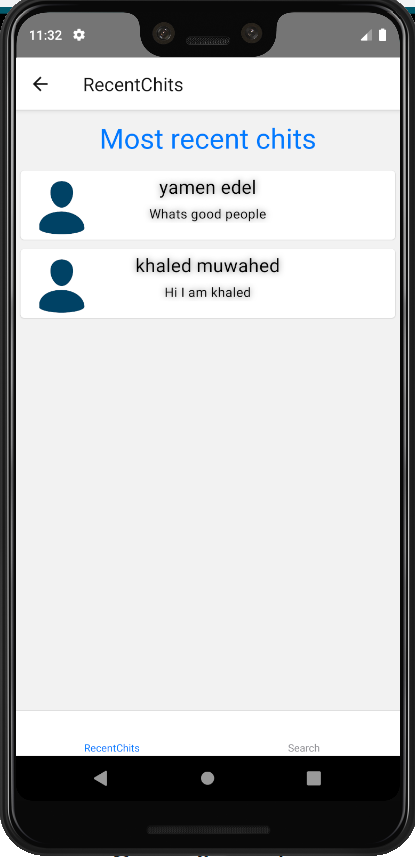 11:32
RecentChits
Most recent chits
yamen edel
Whats good people
khaled muwahed
Hi I am khaled
RecentChits
Search